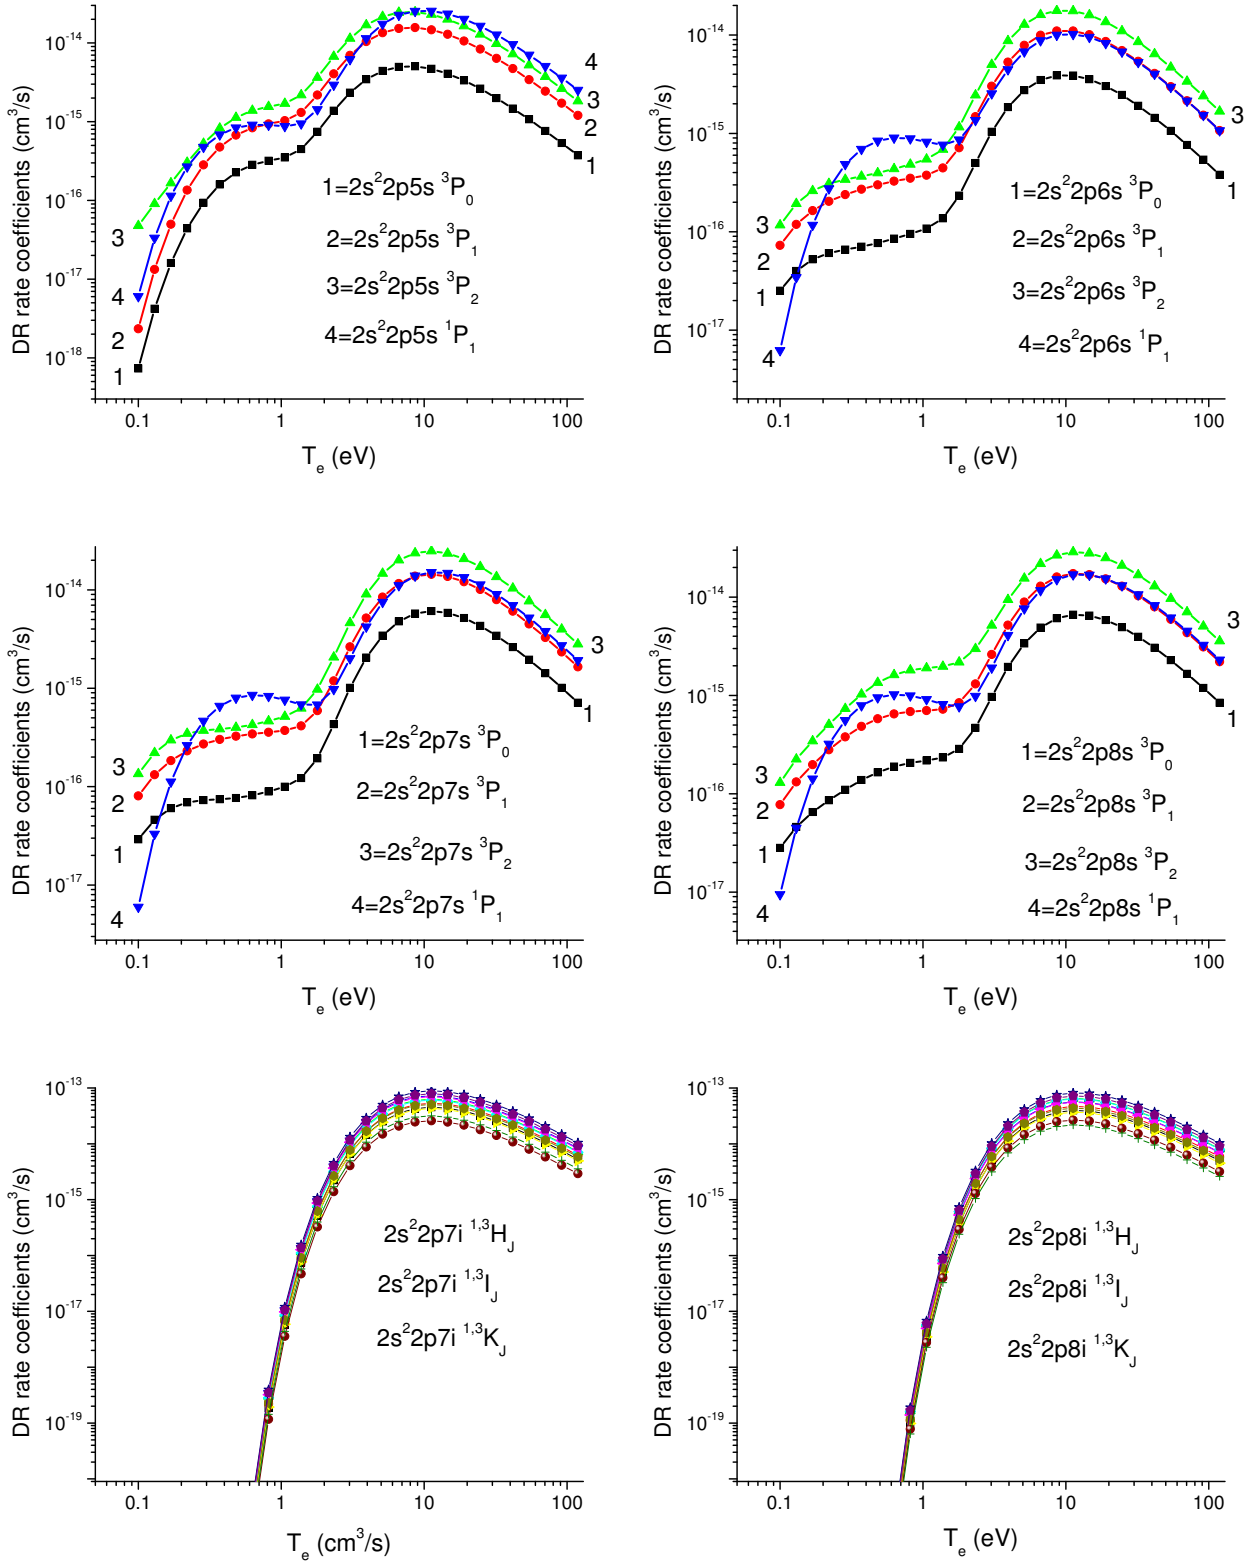 DR rate coefficients (cm³/s)
10⁻¹⁴
10⁻¹⁵
10⁻¹⁶
10⁻¹⁷
10⁻¹⁸
3
4
2
1
4
3
2
1
1=2s²2p5s ³P₀
2=2s²2p5s ³P₁
3=2s²2p5s ³P₂
4=2s²2p5s ¹P₁
0.1 1 10 100
Tₑ (eV)
DR rate coefficients (cm³/s)
10⁻¹⁴
10⁻¹⁵
10⁻¹⁶
10⁻¹⁷
3
2
1
4
3
1
1=2s²2p6s ³P₀
2=2s²2p6s ³P₁
3=2s²2p6s ³P₂
4=2s²2p6s ¹P₁
0.1 1 10 100
Tₑ (eV)
DR rate coefficients (cm³/s)
10⁻¹⁴
10⁻¹⁵
10⁻¹⁶
10⁻¹⁷
3
2
1
4
3
1
1=2s²2p7s ³P₀
2=2s²2p7s ³P₁
3=2s²2p7s ³P₂
4=2s²2p7s ¹P₁
0.1 1 10 100
Tₑ (eV)
DR rate coefficients (cm³/s)
10⁻¹⁴
10⁻¹⁵
10⁻¹⁶
10⁻¹⁷
3
2
1
4
3
1
1=2s²2p8s ³P₀
2=2s²2p8s ³P₁
3=2s²2p8s ³P₂
4=2s²2p8s ¹P₁
0.1 1 10 100
Tₑ (eV)
DR rate coefficients (cm³/s)
10⁻¹³
10⁻¹⁵
10⁻¹⁷
10⁻¹⁹
2s²2p7i ¹,³H_J
2s²2p7i ¹,³I_J
2s²2p7i ¹,³K_J
0.1 1 10 100
Tₑ (cm³/s)
DR rate coefficients (cm³/s)
10⁻¹³
10⁻¹⁵
10⁻¹⁷
10⁻¹⁹
2s²2p8i ¹,³H_J
2s²2p8i ¹,³I_J
2s²2p8i ¹,³K_J
0.1 1 10 100
Tₑ (eV)